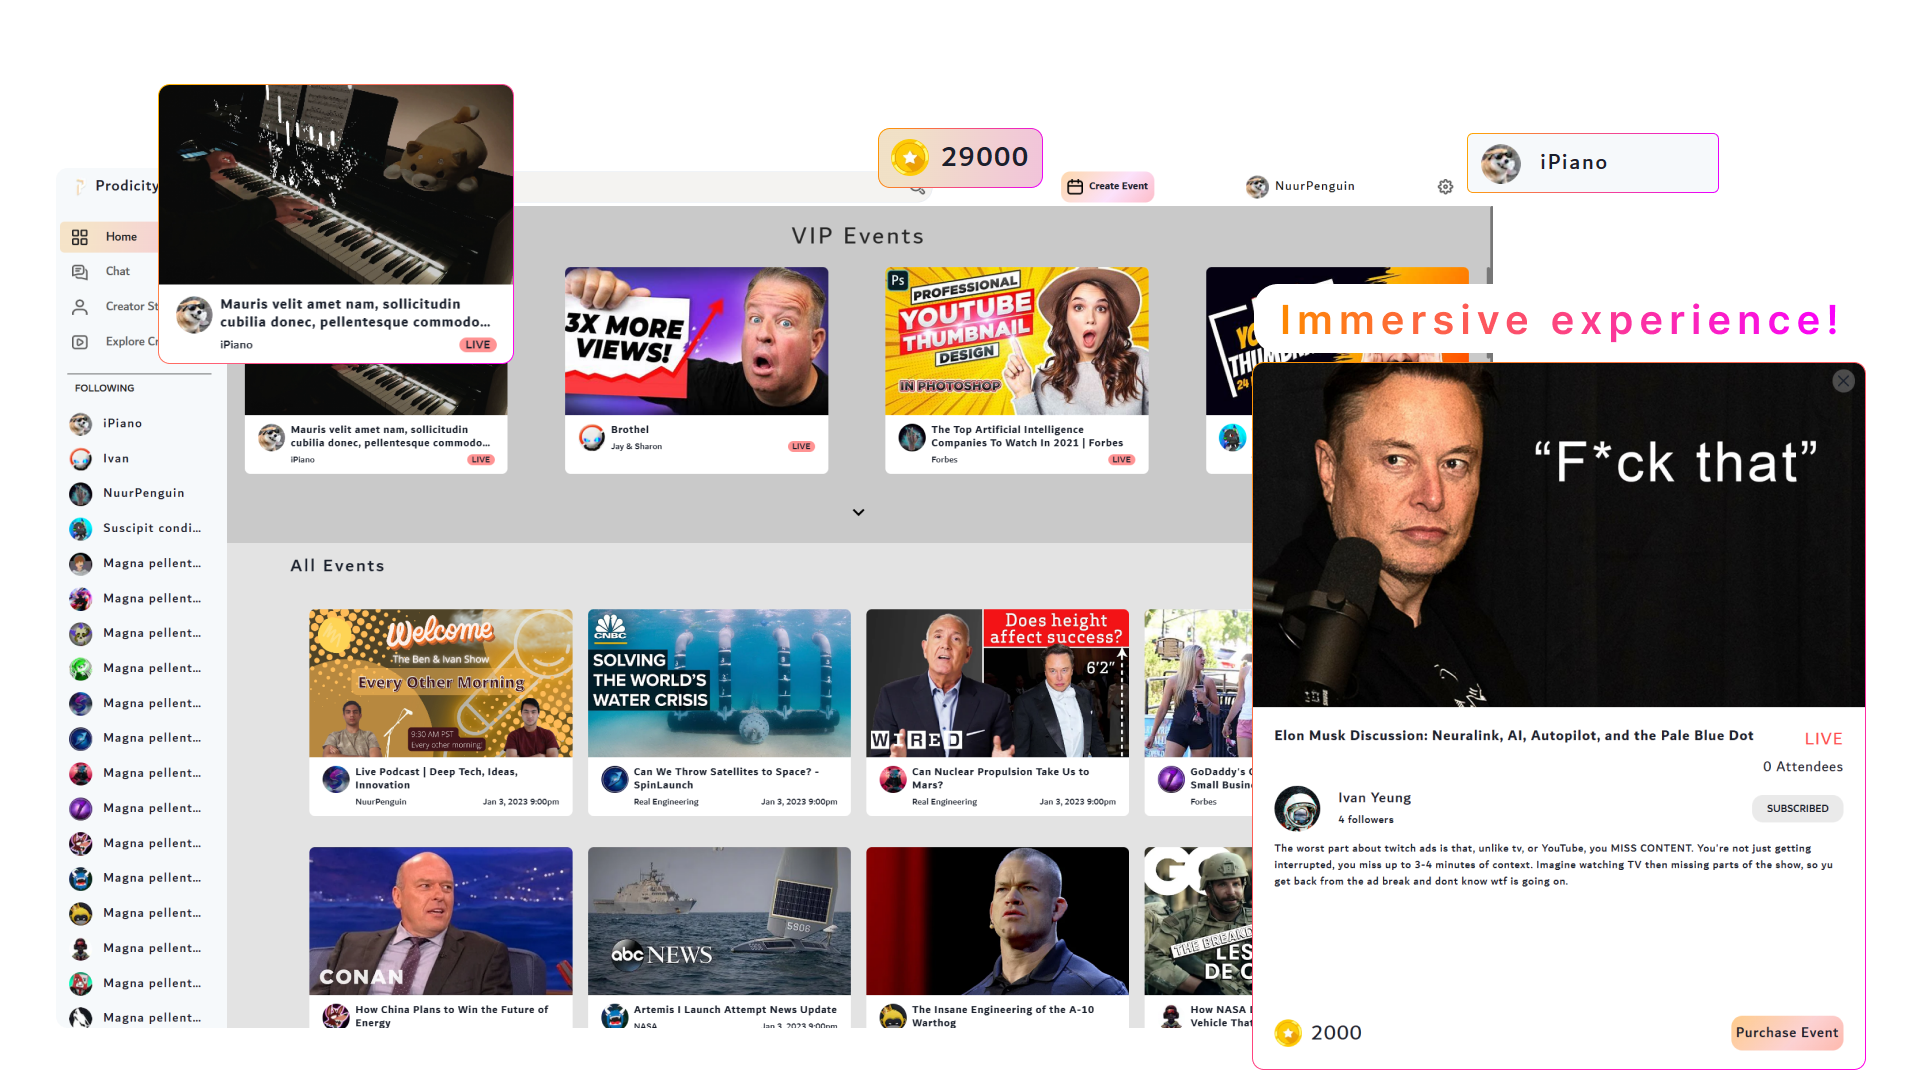 Prodicity
29000
Create Event
NuurPenguin
iPiano
Home
Chat
Creator St
Explore Cr
FOLLOWING
iPiano
Ivan
NuurPenguin
Suscipit condi...
Magna pellent...
Magna pellent...
Magna pellent...
Magna pellent...
Magna pellent...
Magna pellent...
Magna pellent...
Magna pellent...
Magna pellent...
Magna pellent...
Magna pellent...
Magna pellent...
Magna pellent...
Magna pellent...
Mauris velit amet nam, sollicitudin
cubilia donec, pellentesque commodo...
iPiano
LIVE
VIP Events
Mauris velit amet nam, sollicitudin
cubilia donec, pellentesque commodo...
iPiano
LIVE
3X MORE
VIEWS!
Brothel
Jay & Sharon
LIVE
Ps
PROFESSIONAL
YOUTUBE
THUMBNAIL
DESIGN
IN PHOTOSHOP
The Top Artificial Intelligence
Companies To Watch In 2021 | Forbes
Forbes
LIVE
YO
THUM
24
Immersive experience!
All Events
Welcome
The Ben & Ivan Show
Every Other Morning
9:30 AM PST
Every other morning:
Live Podcast | Deep Tech, Ideas,
Innovation
NuurPenguin
Jan 3, 2023 9:00pm
CNBC
SOLVING
THE WORLD'S
WATER CRISIS
Can We Throw Satellites to Space? -
SpinLaunch
Real Engineering
Jan 3, 2023 9:00pm
Does height
affect success?
6'2"
WIRED
Can Nuclear Propulsion Take Us to
Mars?
Real Engineering
Jan 3, 2023 9:00pm
GoDaddy's
Small Busin
Forbes
CONAN
How China Plans to Win the Future of
Energy
5908
abc NEWS
Artemis I Launch Attempt News Update
NASA
Jan 3, 2023 9:00pm
The Insane Engineering of the A-10
Warthog
GQ
THE BREAKD
LES
DE C
How NASA
Vehicle That
“F*ck that”
Elon Musk Discussion: Neuralink, AI, Autopilot, and the Pale Blue Dot
LIVE
0 Attendees
Ivan Yeung
4 followers
SUBSCRIBED
The worst part about twitch ads is that, unlike tv, or YouTube, you MISS CONTENT. You're not just getting
interrupted, you miss up to 3-4 minutes of context. Imagine watching TV then missing parts of the show, so yu
get back from the ad break and dont know wtf is going on.
2000
Purchase Event